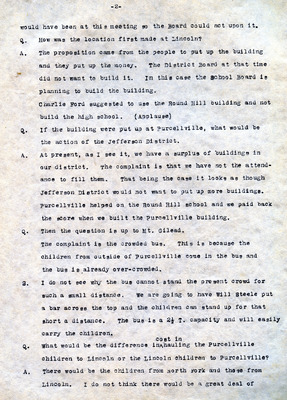 -2-
would have been at this meeting so the Board could act upon it.
Q. How was the location first made at Lincoln?
A. The proposition came from the people to put up the building
and they put up the money. The District Board at that time
did not want to build it. In this case the School Board is
planning to build the building.
Charlie Ford suggested to use the Round Hill building and not
build the high school. (Applause)
Q. If the building were put up at Purcellville, what would be
the action of the Jefferson District.
A. At present, as I see it, we have a surplus of buildings in
our district. The complaint is that we have not the attend-
ance to fill them. That being the case it looks as though
Jefferson District would not want to put up more buildings.
Purcellville helped on the Round Hill school and we paid back
the score when we built the Purcellville building.
Q. Then the question is up to Mt. Gilead.
The complaint is the crowded bus. This is because the
children from outside of Purcellville come in the bus and
the bus is already over-crowded.
S. I do not see why the bus cannot stand the present crowd for
such a small distance. We are going to have Will Steele put
a bar across the top and the children can stand up for that
short a distance. The bus is a 2½ T. capacity and will easily
carry the children.
cost in
Q. What would be the difference in hauling the Purcellville
children to Lincoln or the Lincoln children to Purcellville?
A. There would be the children from north fork and those from
Lincoln. I do not think there would be a great deal of